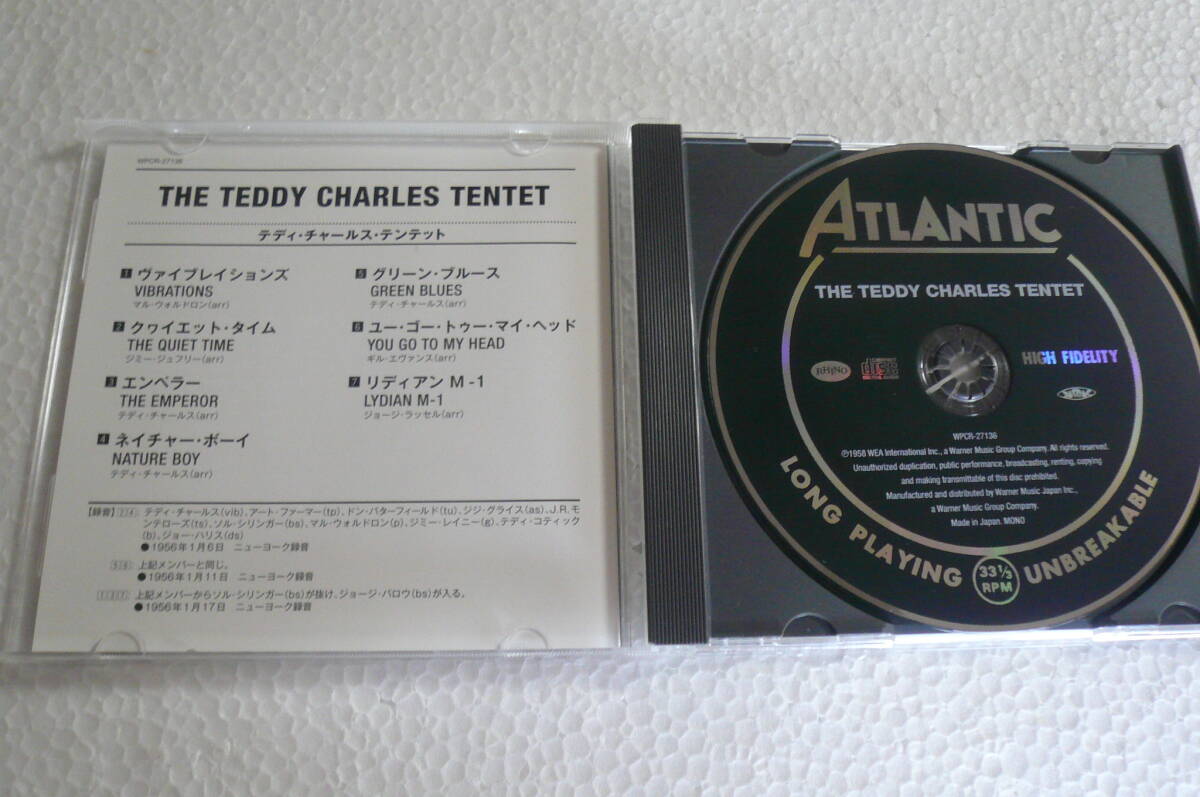 WPCR-27136
THE TEDDY CHARLES TENTET
テディ・チャールス・テンテット
1 ヴァイブレイションズ
VIBRATIONS
マル・ウォルドロン(arr)
2 クヮイエット・タイム
THE QUIET TIME
ジミー・ジュフリー(arr)
3 エンペラー
THE EMPEROR
テディ・チャールス(arr)
4 ネイチャー・ボーイ
NATURE BOY
テディ・チャールス(arr)
5 グリーン・ブルース
GREEN BLUES
テディ・チャールス(arr)
6 ユー・ゴー・トゥー・マイ・ヘッド
YOU GO TO MY HEAD
ギル・エヴァンス(arr)
7 リディアン M-1
LYDIAN M-1
ジョージ・ラッセル(arr)
【録音】2 4 テディ・チャールス(vib)、アート・ファーマー(tp)、ドン・バターフィールド(tu)、ジジ・グライス(as)、J.R.モ
ンテローズ(ts)、ソル・シリンガー(bs)、マル・ウォルドロン(p)、ジミー・レイニー(g)、テディ・コティック
(b)、ジョー・ハリス(ds)
●1956年1月6日 ニューヨーク録音
5 6 上記メンバーと同じ。
●1956年1月11日 ニューヨーク録音
1 3 7 上記メンバーからソル・シリンガー(bs)が抜け、ジョージ・バロウ(bs)が入る。
●1956年1月17日 ニューヨーク録音
ATLANTIC
THE TEDDY CHARLES TENTET
RHINO
COMPACT
disc
HIGH FIDELITY
WPCR-27136
℗1958 WEA International Inc., a Warner Music Group Company. All rights reserved.
Unauthorized duplication, public performance, broadcasting, renting, copying
and making transmittable of this disc prohibited.
Manufactured and distributed by Warner Music Japan Inc.,
a Warner Music Group Company.
Made in Japan. MONO
LONG PLAYING
33 1/3
RPM
UNBREAKABLE